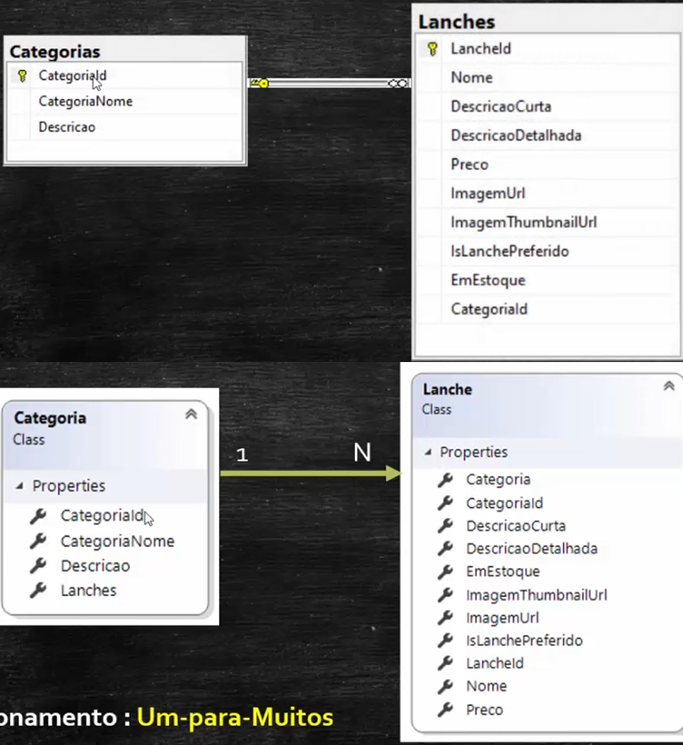 Categorias
CategoriaId
CategoriaNome
Descricao
Lanches
LancheId
Nome
DescricaoCurta
DescricaoDetalhada
Preco
ImagemUrl
ImagemThumbnailUrl
IsLanchePreferido
EmEstoque
CategoriaId
Categoria
Class
Properties
CategoriaId
CategoriaNome
Descricao
Lanches
1 N
Lanche
Class
Properties
Categoria
CategoriaId
DescricaoCurta
DescricaoDetalhada
EmEstoque
ImagemThumbnailUrl
ImagemUrl
IsLanchePreferido
LancheId
Nome
Preco
onamento : Um-para-Muitos